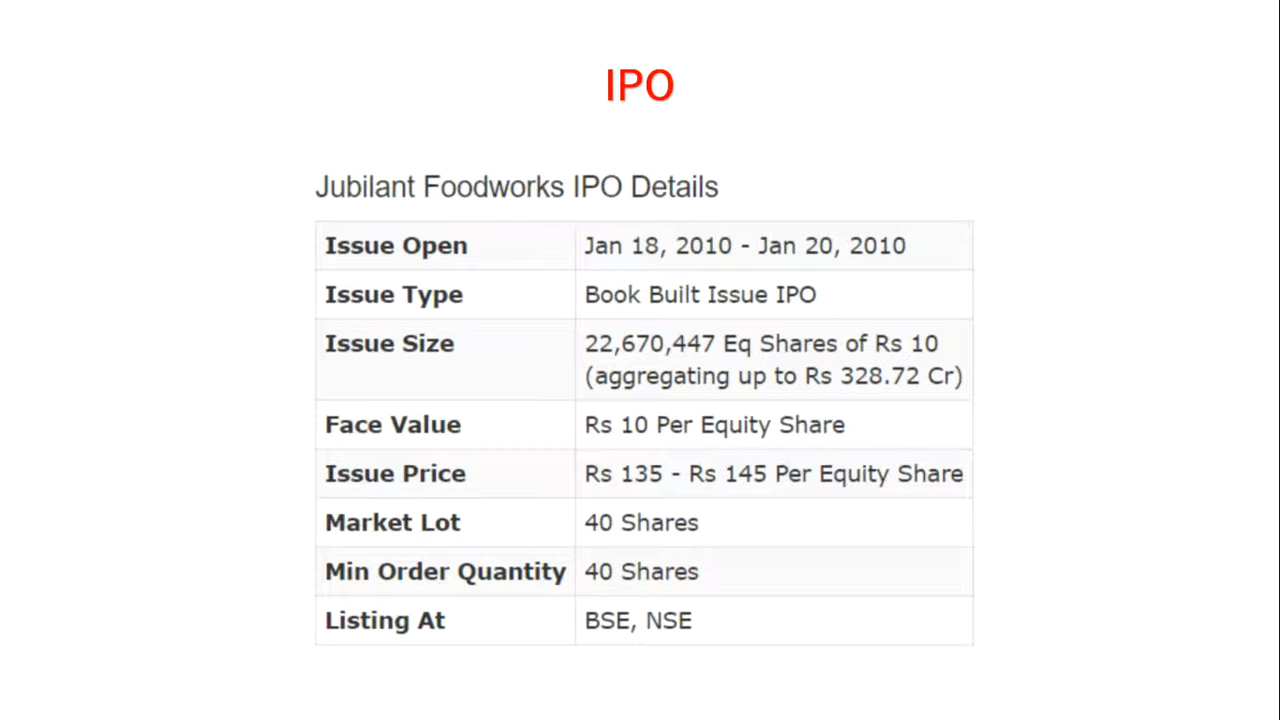 IPO
Jubilant Foodworks IPO Details
Issue Open Jan 18, 2010 - Jan 20, 2010
Issue Type Book Built Issue IPO
Issue Size 22,670,447 Eq Shares of Rs 10
(aggregating up to Rs 328.72 Cr)
Face Value Rs 10 Per Equity Share
Issue Price Rs 135 - Rs 145 Per Equity Share
Market Lot 40 Shares
Min Order Quantity 40 Shares
Listing At BSE, NSE